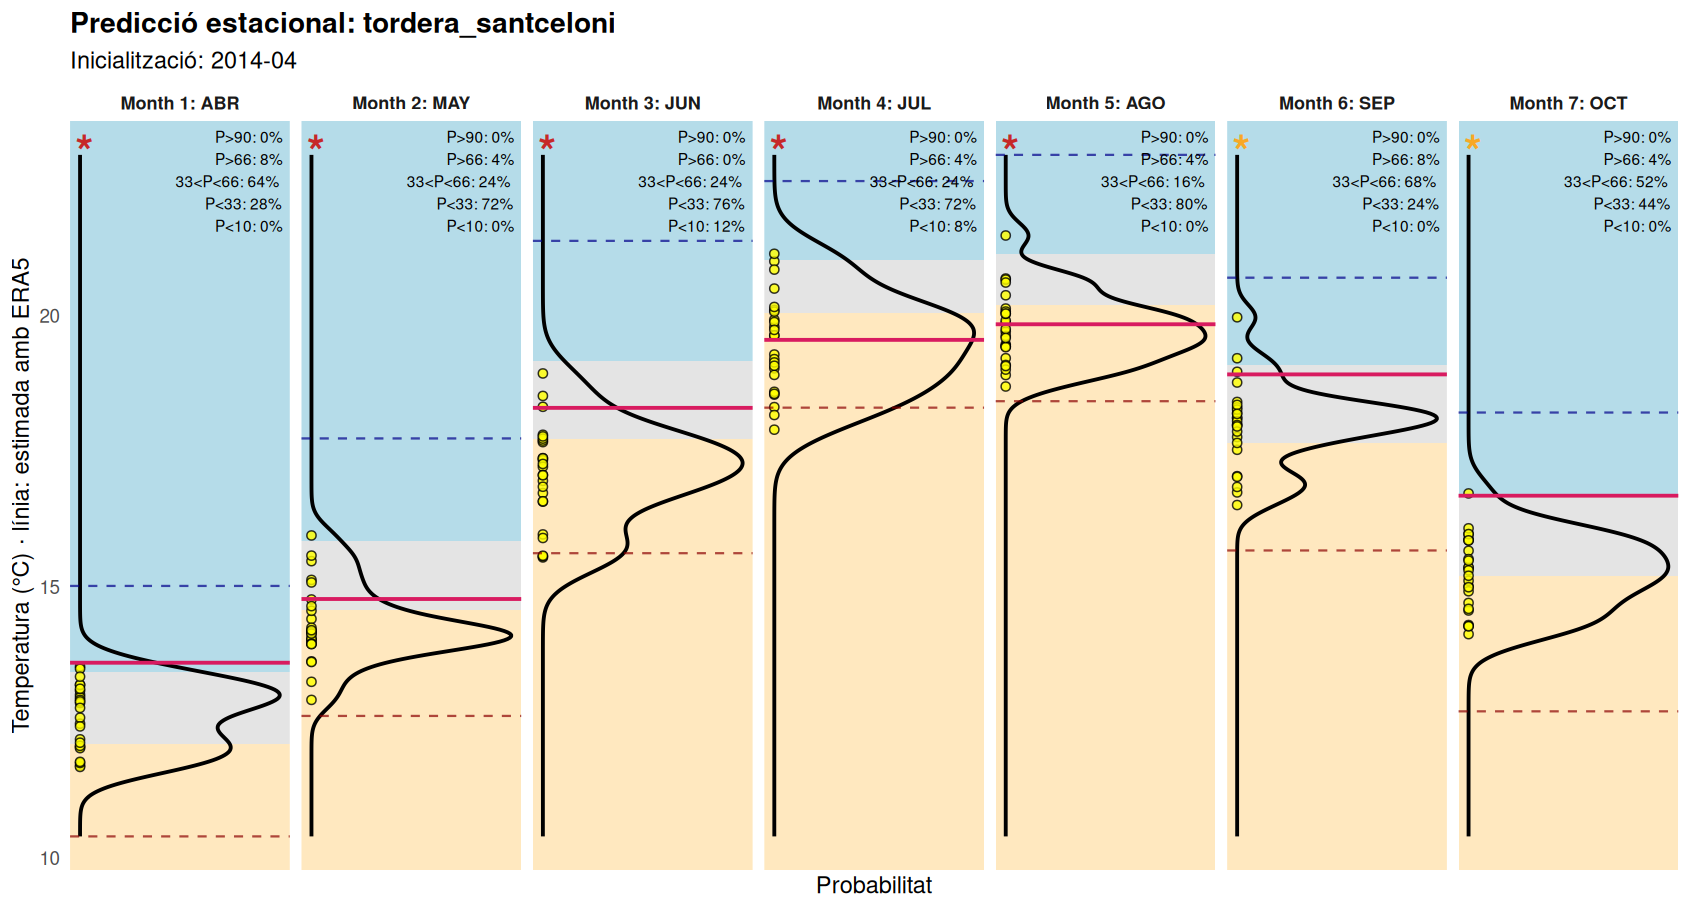 Predicció estacional: tordera_santceloni
Inicialització: 2014-04
Month 1: ABR
Month 2: MAY
Month 3: JUN
Month 4: JUL
Month 5: AGO
Month 6: SEP
Month 7: OCT
*
P>90: 0%
P>66: 8%
33<P<66: 64%
P<33: 28%
P<10: 0%
*
P>90: 0%
P>66: 4%
33<P<66: 24%
P<33: 72%
P<10: 0%
*
P>90: 0%
P>66: 0%
33<P<66: 24%
P<33: 76%
P<10: 12%
*
P>90: 0%
P>66: 4%
33<P<66: 24%
P<33: 72%
P<10: 8%
*
P>90: 0%
P>66: 4%
33<P<66: 16%
P<33: 80%
P<10: 0%
*
P>90: 0%
P>66: 8%
33<P<66: 68%
P<33: 24%
P<10: 0%
*
P>90: 0%
P>66: 4%
33<P<66: 52%
P<33: 44%
P<10: 0%
Temperatura (°C) · línia: estimada amb ERA5
20
15
10
Probabilitat